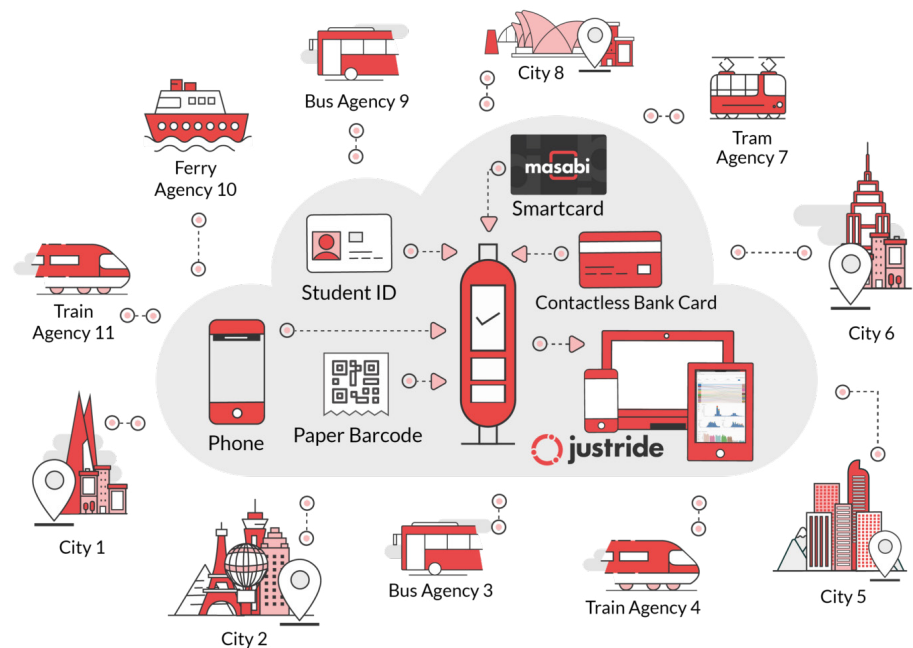 City 8
Bus Agency 9
Tram
Agency 7
Ferry
Agency 10
masabi
Smartcard
Student ID
Contactless Bank Card
Train
Agency 11
City 6
Phone
Paper Barcode
justride
City 1
Bus Agency 3
Train Agency 4
City 5
City 2